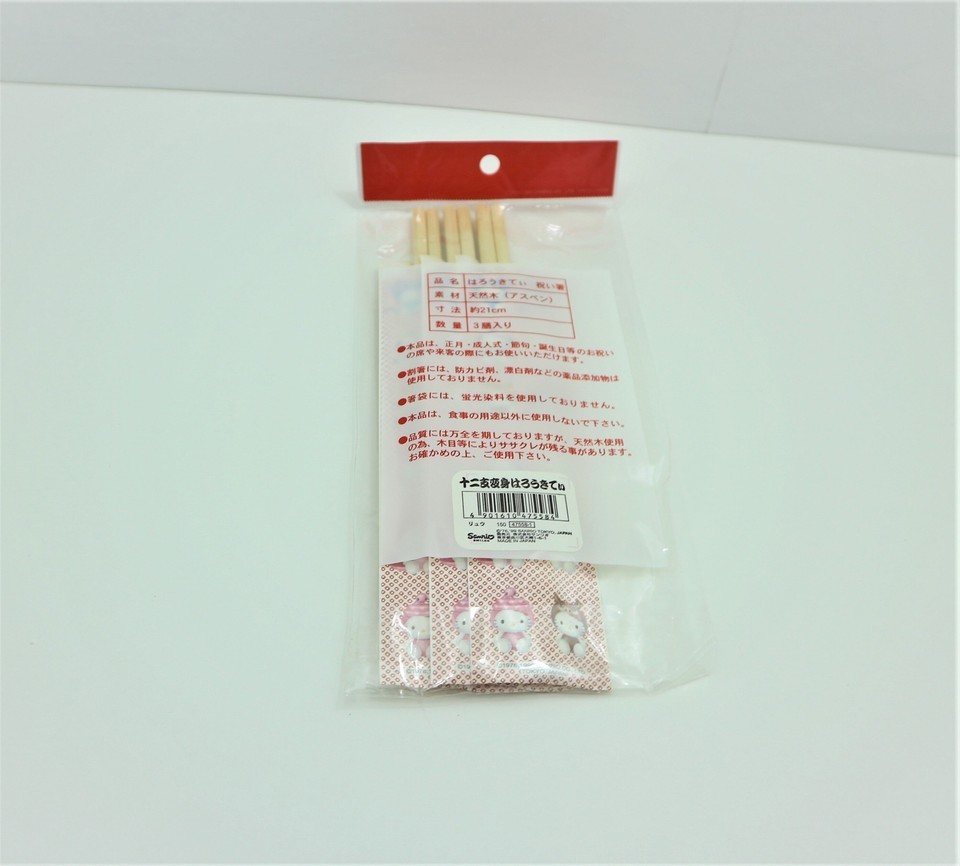 品名 はろうきてぃ 祝い箸
素材 天然木（アスペン）
寸法 約21cm
数量 3膳入り
●本品は、正月・成人式・節句・誕生日等のお祝い
の席や来客の際にもお使いいただけます。
●割箸には、防カビ剤、漂白剤などの薬品添加物は
使用しておりません。
●箸袋には、蛍光染料を使用しておりません。
●本品は、食事の用途以外に使用しないで下さい。
●品質には万全を期しておりますが、天然木使用
の為、木目等によりササクレが残る事があります。
お確かめの上、ご使用下さい。
十二支変身はろうきてぃ
4 901610 475584
リュウ 150 47558-1
Sanrio
SANRIO, TOKYO, JAPAN
MADE IN JAPAN